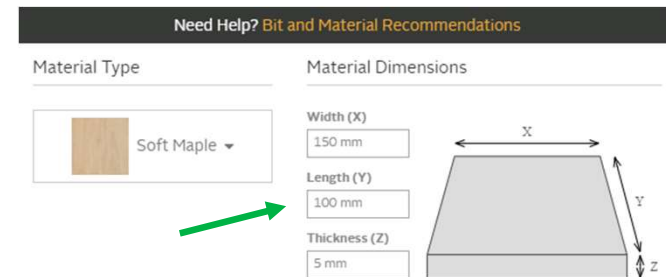 Need Help? Bit and Material Recommendations
Material Type
Material Dimensions
Soft Maple
Width (X)
150 mm
Length (Y)
100 mm
Thickness (Z)
5 mm
X
Y
Z